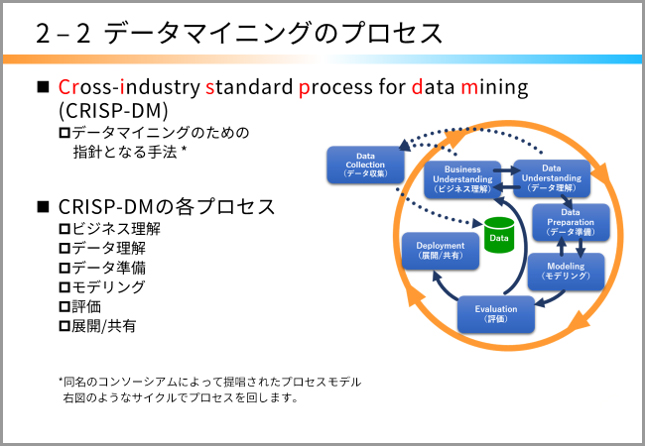 2–2 データマイニングのプロセス
■ Cross-industry standard process for data mining
(CRISP-DM)
データマイニングのための
指針となる手法 *
■ CRISP-DMの各プロセス
ビジネス理解
データ理解
データ準備
モデリング
評価
展開/共有
Data
Collection
(データ収集)
Business
Understanding
(ビジネス理解)
Data
Understanding
(データ理解)
Data
Preparation
(データ準備)
Data
Deployment
(展開/共有)
Modeling
(モデリング)
Evaluation
(評価)
*同名のコンソーシアムによって提唱されたプロセスモデル
右図のようなサイクルでプロセスを回します。